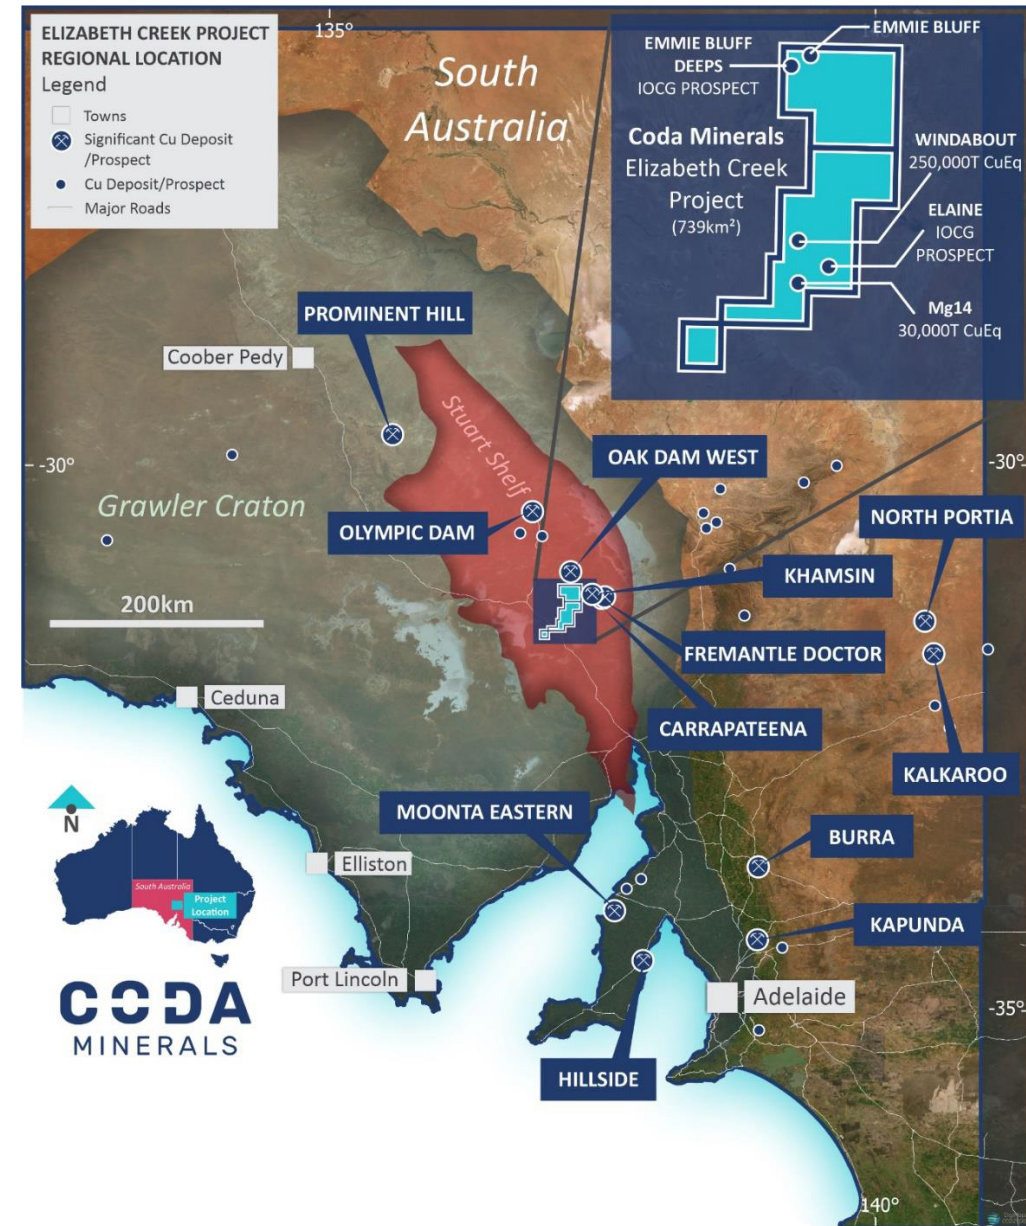 ELIZABETH CREEK PROJECT
REGIONAL LOCATION
Legend
Towns
Significant Cu Deposit
/Prospect
Cu Deposit/Prospect
Major Roads
135°
South
Australia
EMMIE BLUFF
EMMIE BLUFF
DEEPS
IOCG PROSPECT
Coda Minerals
Elizabeth Creek
Project
(739km²)
WINDABOUT
250,000T CuEq
ELAINE
IOCG
PROSPECT
Mg14
30,000T CuEq
PROMINENT HILL
Coober Pedy
Stuart Shelf
-30°
-30°
OAK DAM WEST
Grawler Craton
OLYMPIC DAM
NORTH PORTIA
KHAMSIN
200km
FREMANTLE DOCTOR
Ceduna
CARRAPATEENA
KALKAROO
MOONTA EASTERN
N
BURRA
Elliston
South Australia
Project
Location
KAPUNDA
Port Lincoln
Adelaide
-35°
CODA
MINERALS
HILLSIDE
140°